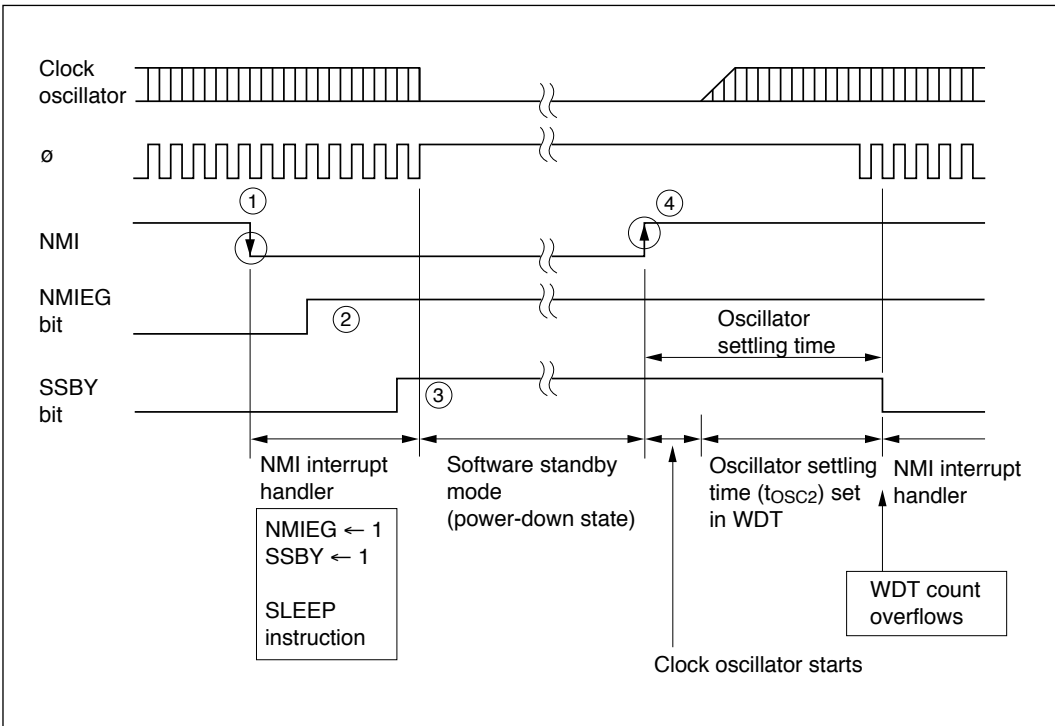 Clock
oscillator
ø
①
④
NMI
NMIEG
bit
②
Oscillator
settling time
SSBY
bit
③
NMI interrupt
handler
Software standby
mode
(power-down state)
Oscillator settling
time (tOSC2) set
in WDT
NMI interrupt
handler
NMIEG ← 1
SSBY ← 1
SLEEP
instruction
WDT count
overflows
Clock oscillator starts